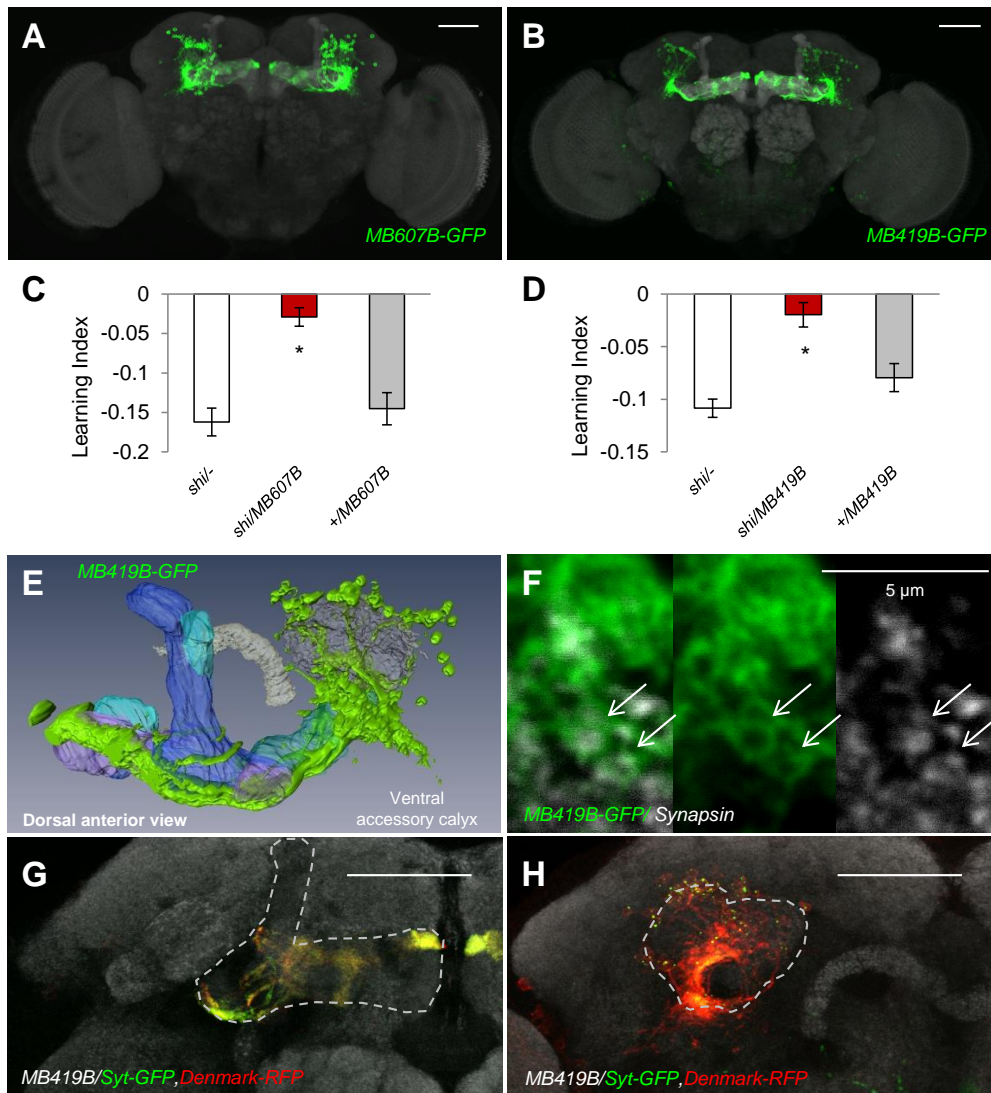 A
MB607B-GFP
B
MB419B-GFP
C
Learning Index
0
-0.05
-0.1
-0.15
-0.2
shi/-
shi/MB607B
+/MB607B
*
D
Learning Index
0
-0.05
-0.1
-0.15
shi/-
shi/MB419B
+/MB419B
*
E
MB419B-GFP
Dorsal anterior view
Ventral
accessory calyx
F
5 µm
MB419B-GFP/ Synapsin
G
MB419B/Syt-GFP,Denmark-RFP
H
MB419B/Syt-GFP,Denmark-RFP